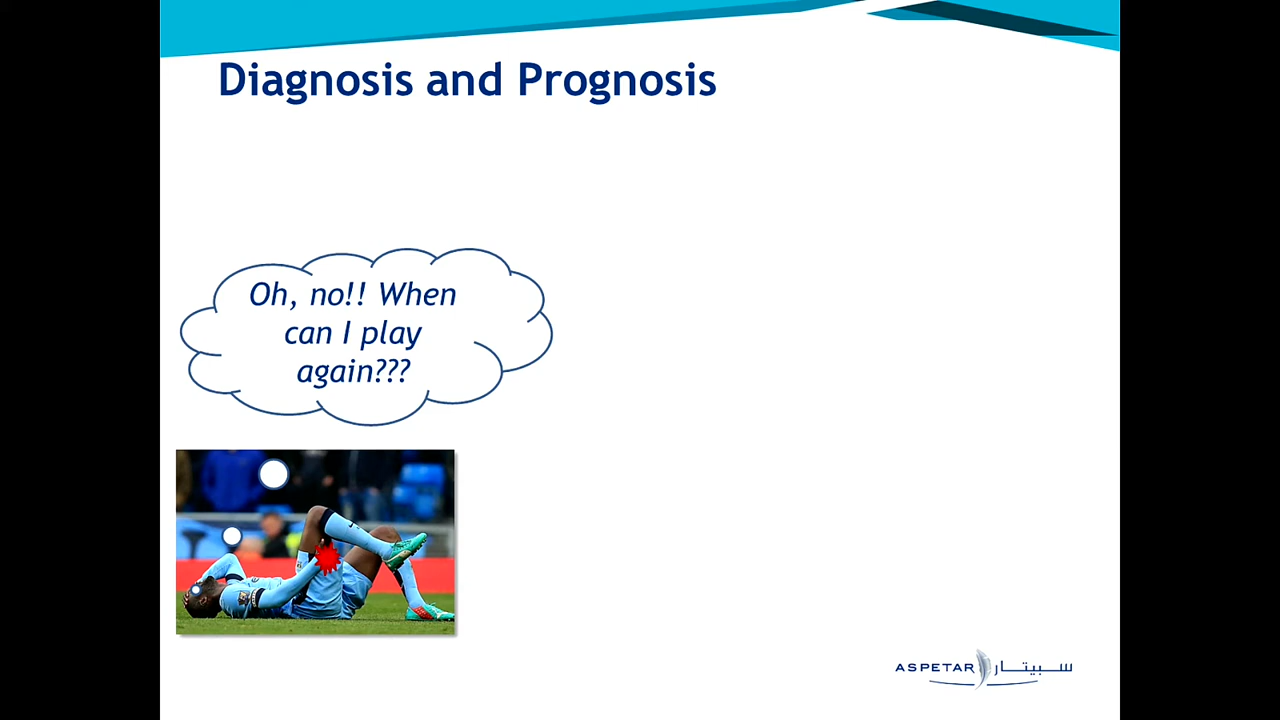 Diagnosis and Prognosis
Oh, no!! When
can I play
again???
ASPETAR سبيتار